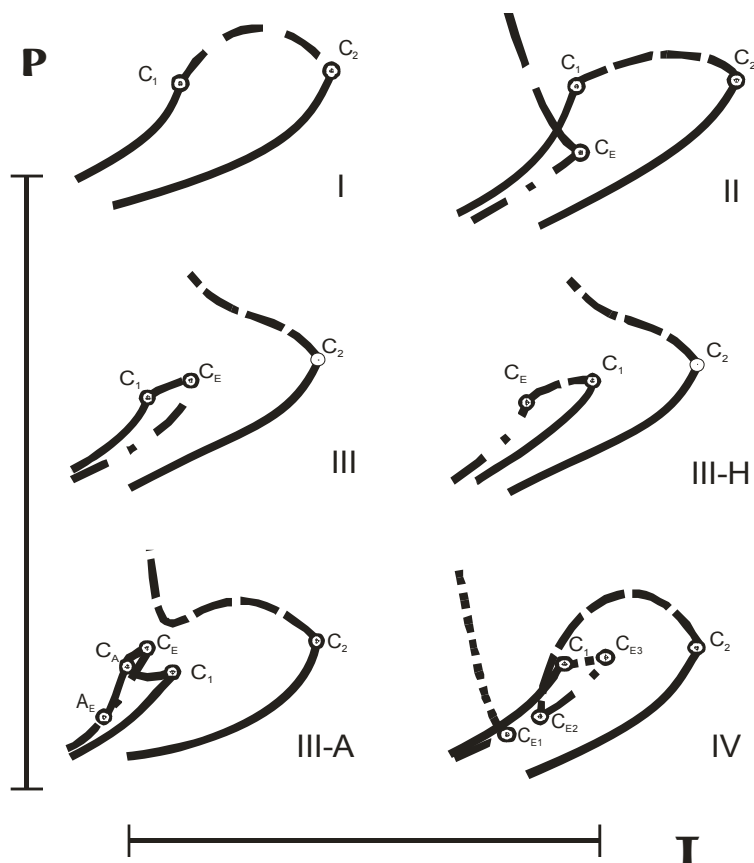 P
C1 C2
I
C1 C2
CE
II
C1 CE C2
III
CE C1 C2
III-H
CA CE C1 C2
AE
III-A
C1 CE3 C2
CE1 CE2
IV